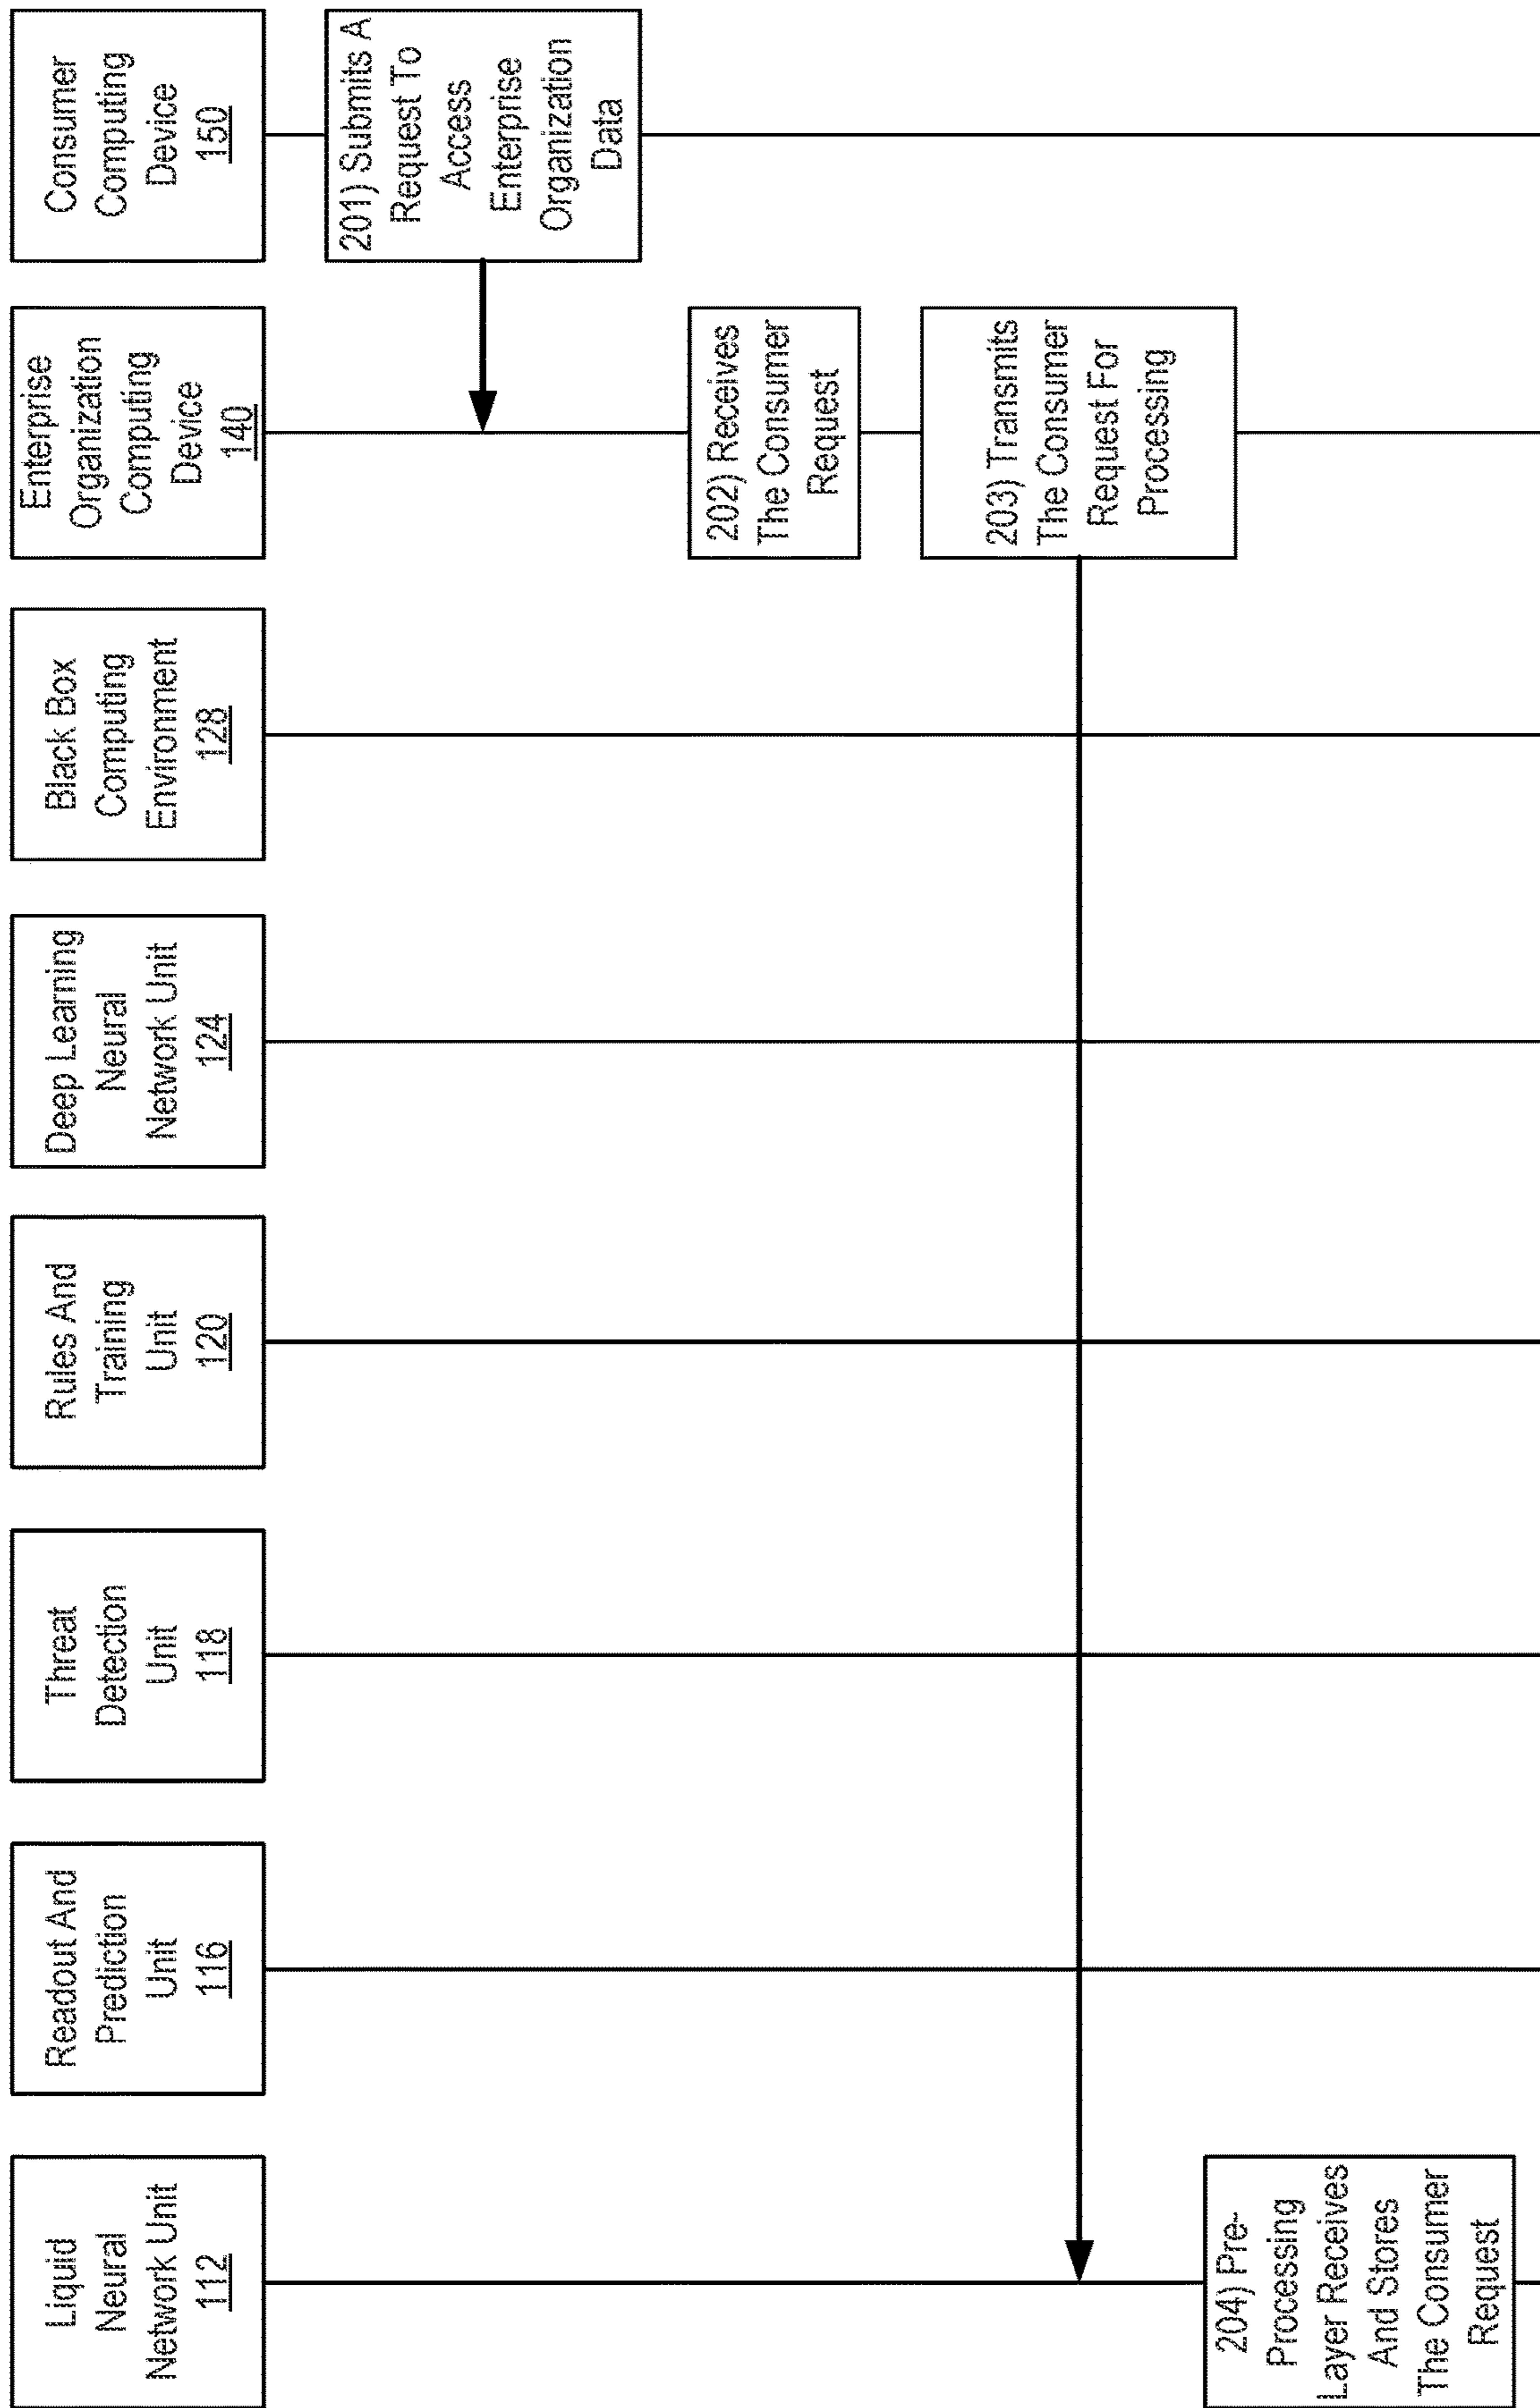 Liquid
Neural
Network Unit
112
Readout And
Prediction
Unit
116
Threat
Detection
Unit
118
Rules And
Training
Unit
120
Deep Learning
Neural
Network Unit
124
Black Box
Computing
Environment
128
Enterprise
Organization
Computing
Device
140
Consumer
Computing
Device
150
201) Submits A
Request To
Access
Enterprise
Organization
Data
202) Receives
The Consumer
Request
203) Transmits
The Consumer
Request For
Processing
204) Pre-
Processing
Layer Receives
And Stores
The Consumer
Request